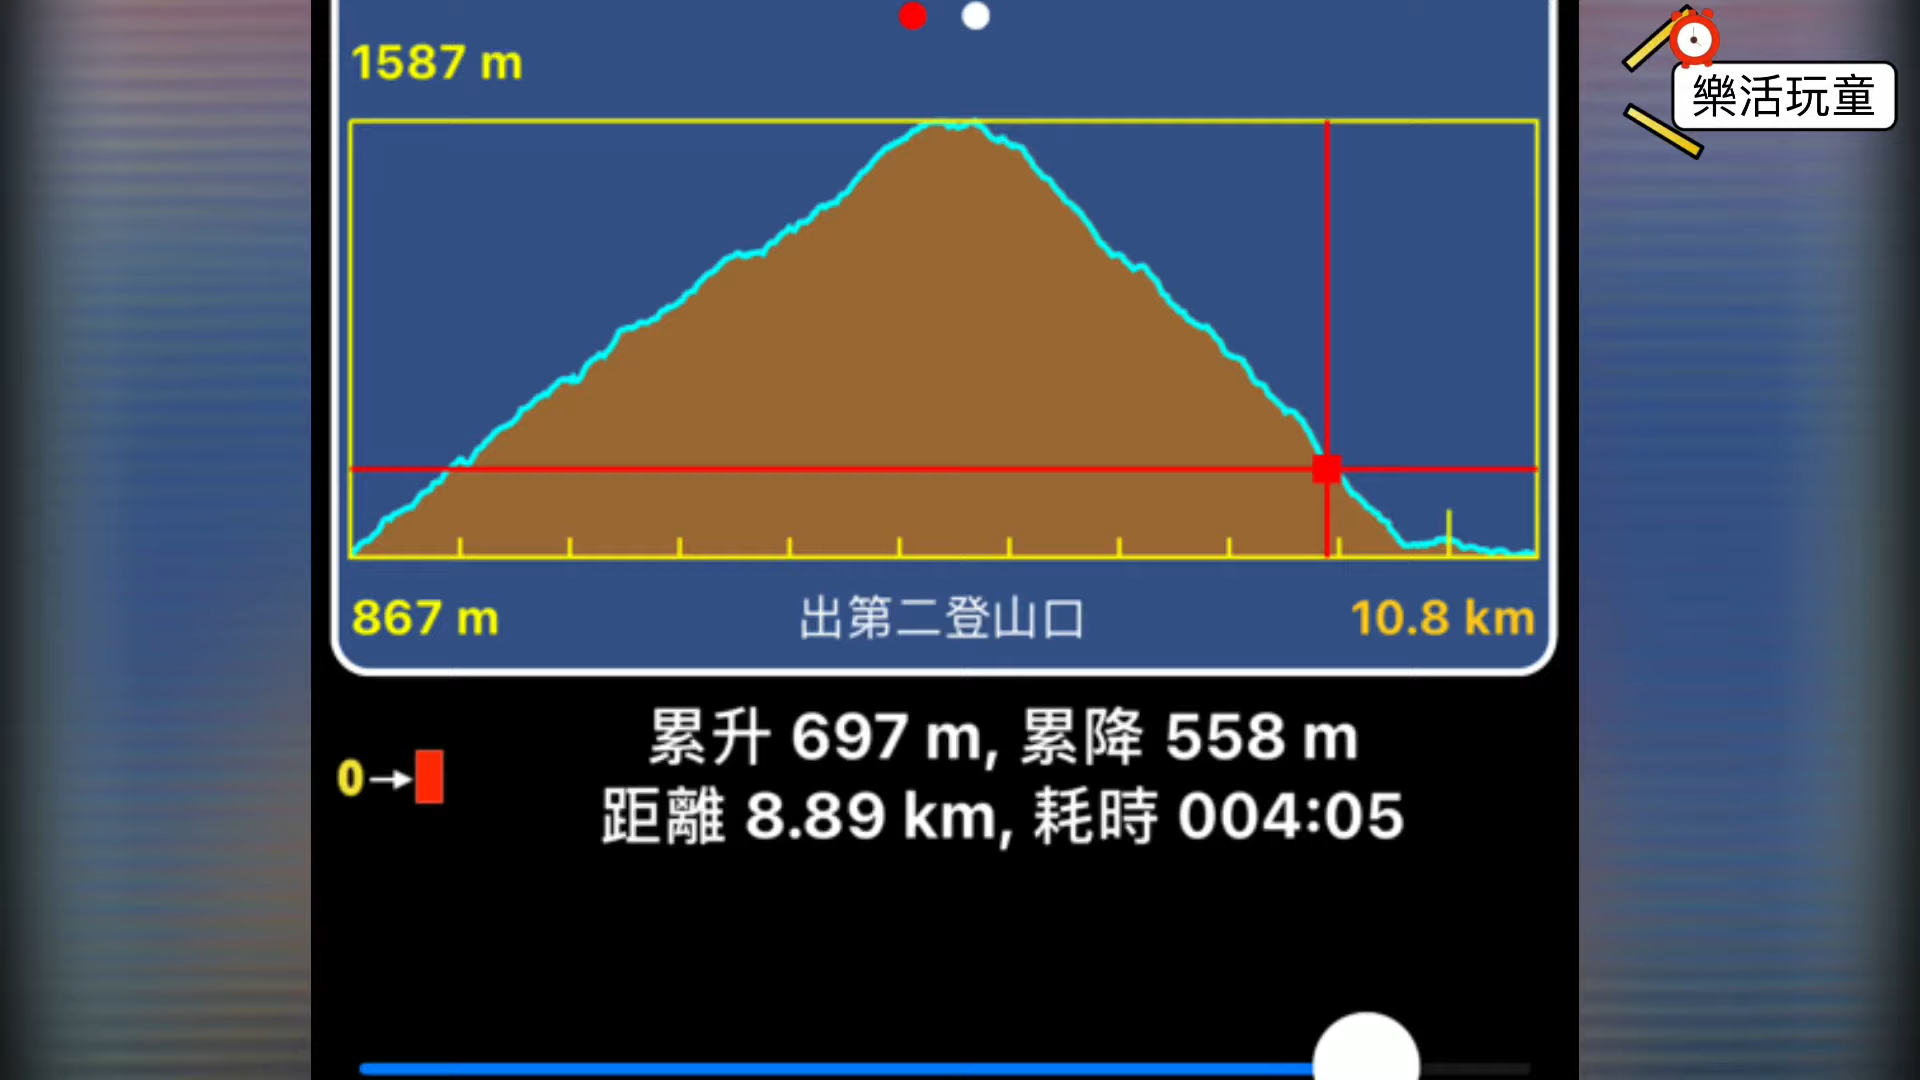 1587 m
樂活玩童
867 m
出第二登山口
10.8 km
累升 697 m, 累降 558 m
0→
距離 8.89 km, 耗時 004:05